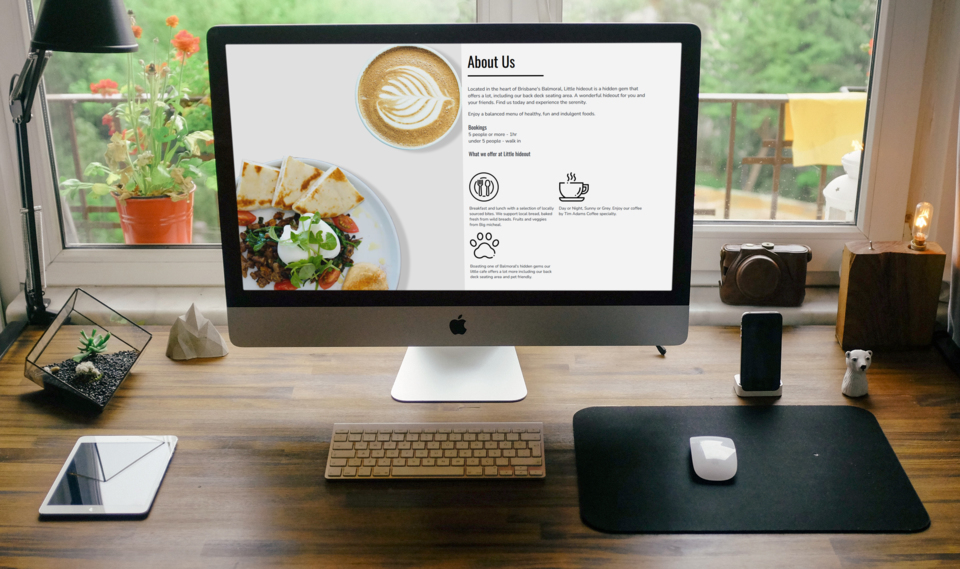 About Us
Located in the heart of Brisbane's Balmoral, Little hideout is a hidden gem that
offers a lot, including our back deck seating area. A wonderful hideout for you and
your friends. Find us today and experience the serenity.
Enjoy a balanced menu of healthy, fun and indulgent foods.
Bookings
5 people or more - 1hr
under 5 people - walk in
What we offer at Little hideout
Breakfast and lunch with a selection of locally
sourced bites. We support local bread, baked
fresh from wild breads. Fruits and veggies
from Big micheal.
Day or Night, Sunny or Grey. Enjoy our coffee
by Tim Adams Coffee specialty.
Boasting one of Balmoral's hidden gems our
little cafe offers a lot more including our back
deck seating area and pet friendly.